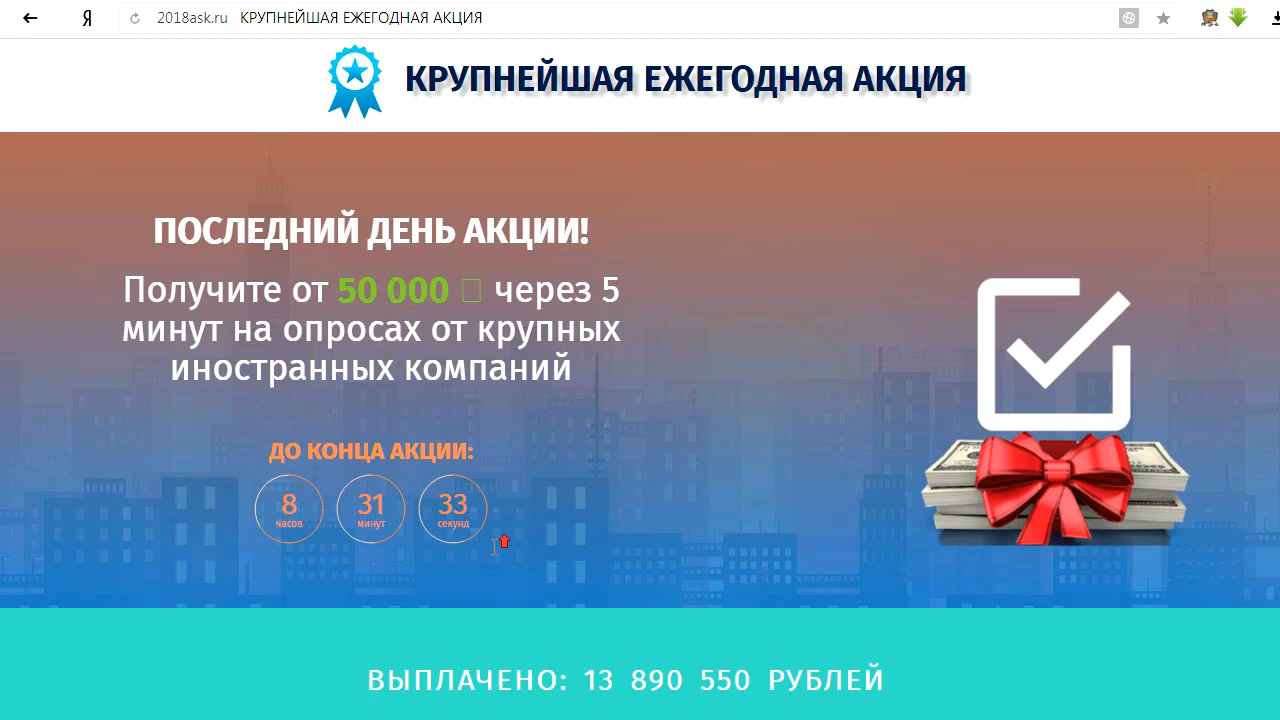 Я 2018ask.ru КРУПНЕЙШАЯ ЕЖЕГОДНАЯ АКЦИЯ
КРУПНЕЙШАЯ ЕЖЕГОДНАЯ АКЦИЯ
ПОСЛЕДНИЙ ДЕНЬ АКЦИИ!
Получите от 50 000 через 5
минут на опросах от крупных
иностранных компаний
ДО КОНЦА АКЦИИ:
8 31 33
часов минут секунд
ВЫПЛАЧЕНО: 13 890 550 РУБЛЕЙ